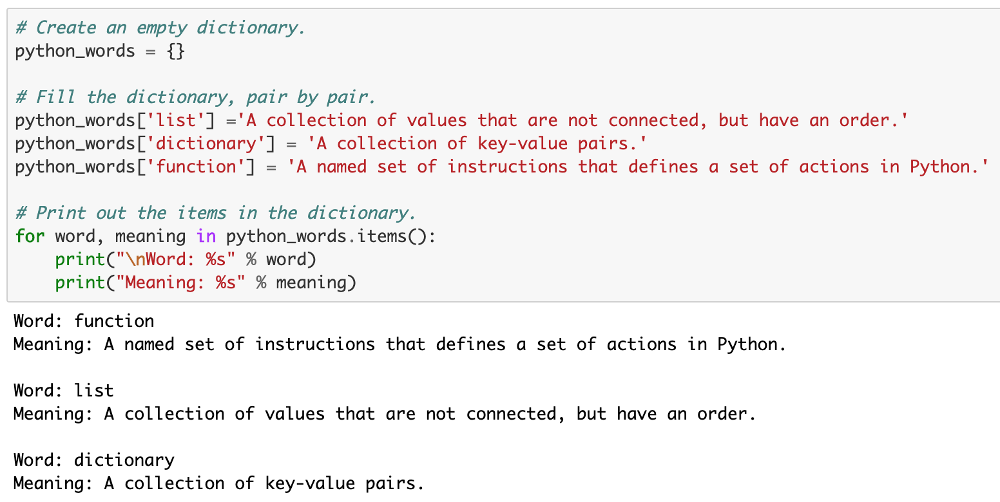 # Create an empty dictionary.
python_words = {}
# Fill the dictionary, pair by pair.
python_words['list'] ='A collection of values that are not connected, but have an order.'
python_words['dictionary'] = 'A collection of key-value pairs.'
python_words['function'] = 'A named set of instructions that defines a set of actions in Python.'
# Print out the items in the dictionary.
for word, meaning in python_words.items():
    print("\nWord: %s" % word)
    print("Meaning: %s" % meaning)
Word: function
Meaning: A named set of instructions that defines a set of actions in Python.
Word: list
Meaning: A collection of values that are not connected, but have an order.
Word: dictionary
Meaning: A collection of key-value pairs.